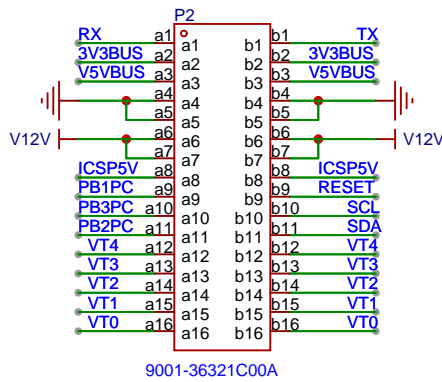 P2
RX a1 a1 b1 b1 TX
3V3BUS a2 a2 b2 b2 3V3BUS
V5VBUS a3 a3 b3 b3 V5VBUS
a4 a4 b4 b4
a5 a5 b5 b5
V12V a6 a6 b6 b6 V12V
a7 a7 b7 b7
ICSP5V a8 a8 b8 b8 ICSP5V
PB1PC a9 a9 b9 b9 RESET
PB3PC a10 a10 b10 b10 SCL
PB2PC a11 a11 b11 b11 SDA
VT4 a12 a12 b12 b12 VT4
VT3 a13 a13 b13 b13 VT3
VT2 a14 a14 b14 b14 VT2
VT1 a15 a15 b15 b15 VT1
VT0 a16 a16 b16 b16 VT0
9001-36321C00A